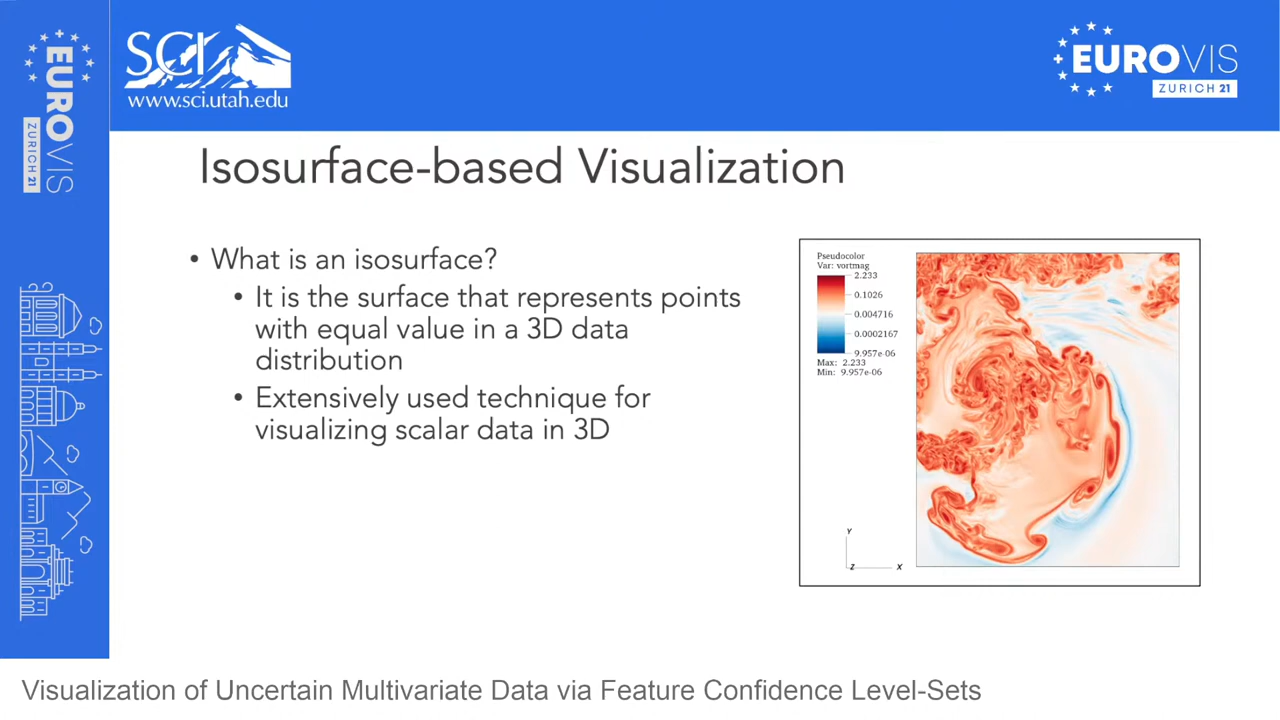 EUROVIS
ZURICH 21
SCI
www.sci.utah.edu
EUROVIS
ZURICH 21
Isosurface-based Visualization
• What is an isosurface?
• It is the surface that represents points
with equal value in a 3D data
distribution
• Extensively used technique for
visualizing scalar data in 3D
Pseudocolor
Var: vortmag
2.233
0.1026
0.004716
0.0002167
9.957e-06
Max: 2.233
Min: 9.957e-06
Y
Z
X
Visualization of Uncertain Multivariate Data via Feature Confidence Level-Sets